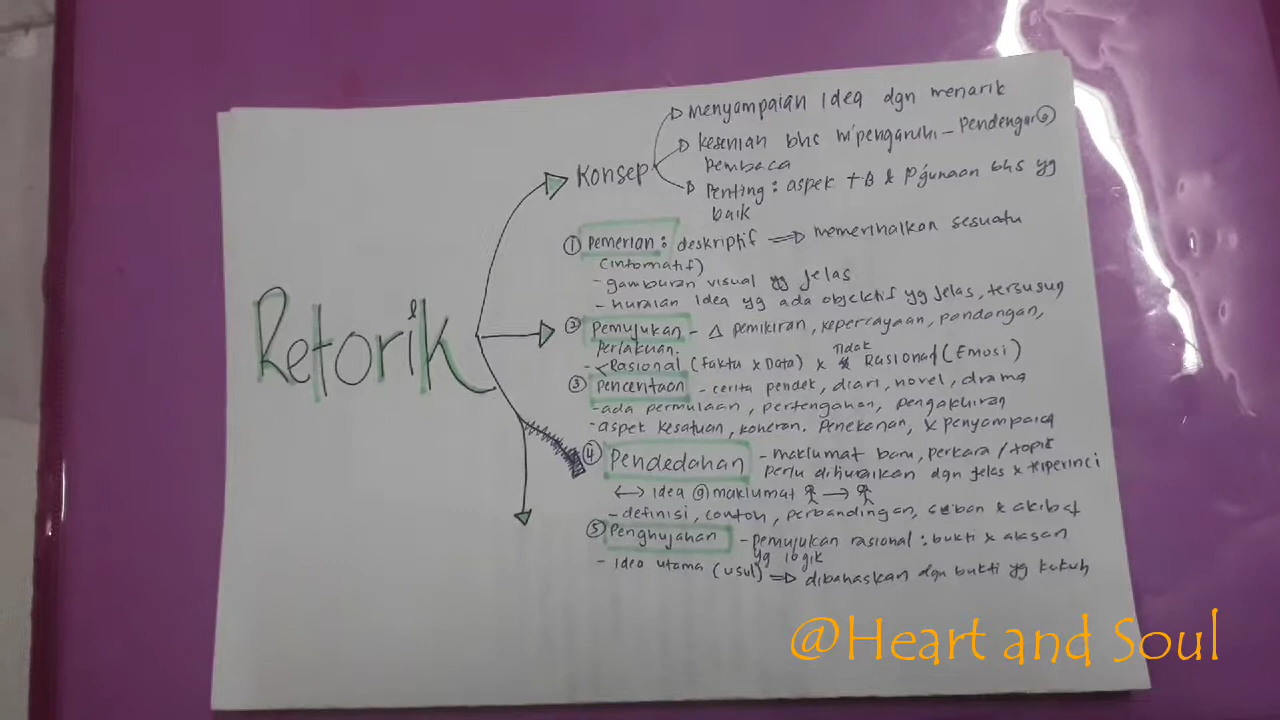 Retorik
Konsep
menyampaian idea dgn menarik
kesenian bhs m'pengaruhi - Pendengar @
Pembaca
Penting : aspek TB & p'gunaan bhs yg
baik
① Pemerian : deskriptif ⇒ memerihalkan sesuatu
(informatif)
- gambaran visual yg jelas
- huraian idea yg ada objektif yg jelas, tersusun
② Pemujukan - Δ pemikiran, kepercayaan, pandangan,
perlakuan.
- Rasional (Fakta x Data) x Tidak Rasional (Emosi)
③ Penceritaan - cerita pendek, diari, novel, drama
- ada permulaan, pertengahan, pengakhiran
- aspek kesatuan, koheran. Penekanan, x penyampaian
④ Pendedahan - maklumat baru, perkara / topik
perlu dihuraikan dgn jelas x terperinci
↔ idea @ maklumat →
- definisi, contoh, perbandingan, sebab x akibat
⑤ Penghujahan - pemujukan rasional : bukti x alasan
yg logik
- idea utama (usul) ⇒ dibahaskan dgn bukti yg kukuh
@Heart and Soul